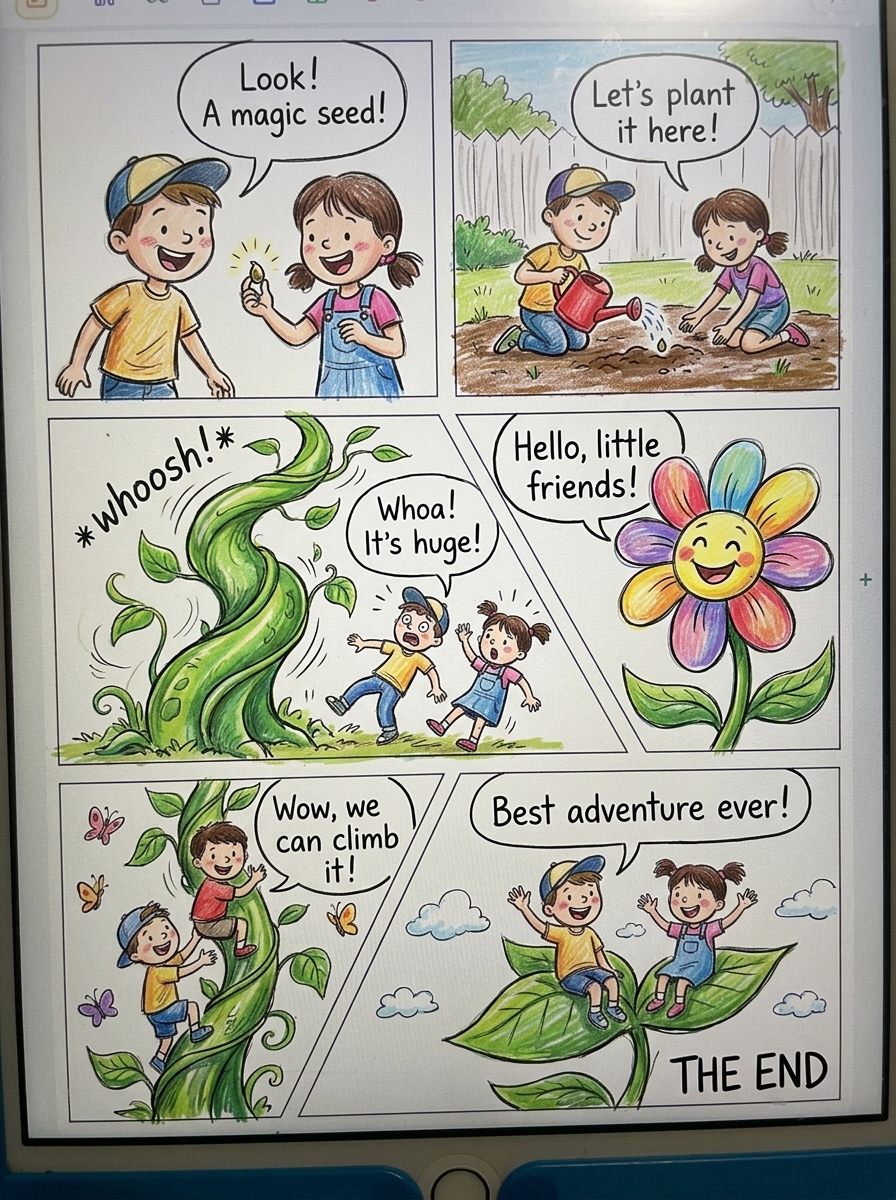 Look!
A magic seed!
Let's plant
it here!
*whoosh!*
Whoa!
It's huge!
Hello, little
friends!
Wow, we
can climb
it!
Best adventure ever!
THE END